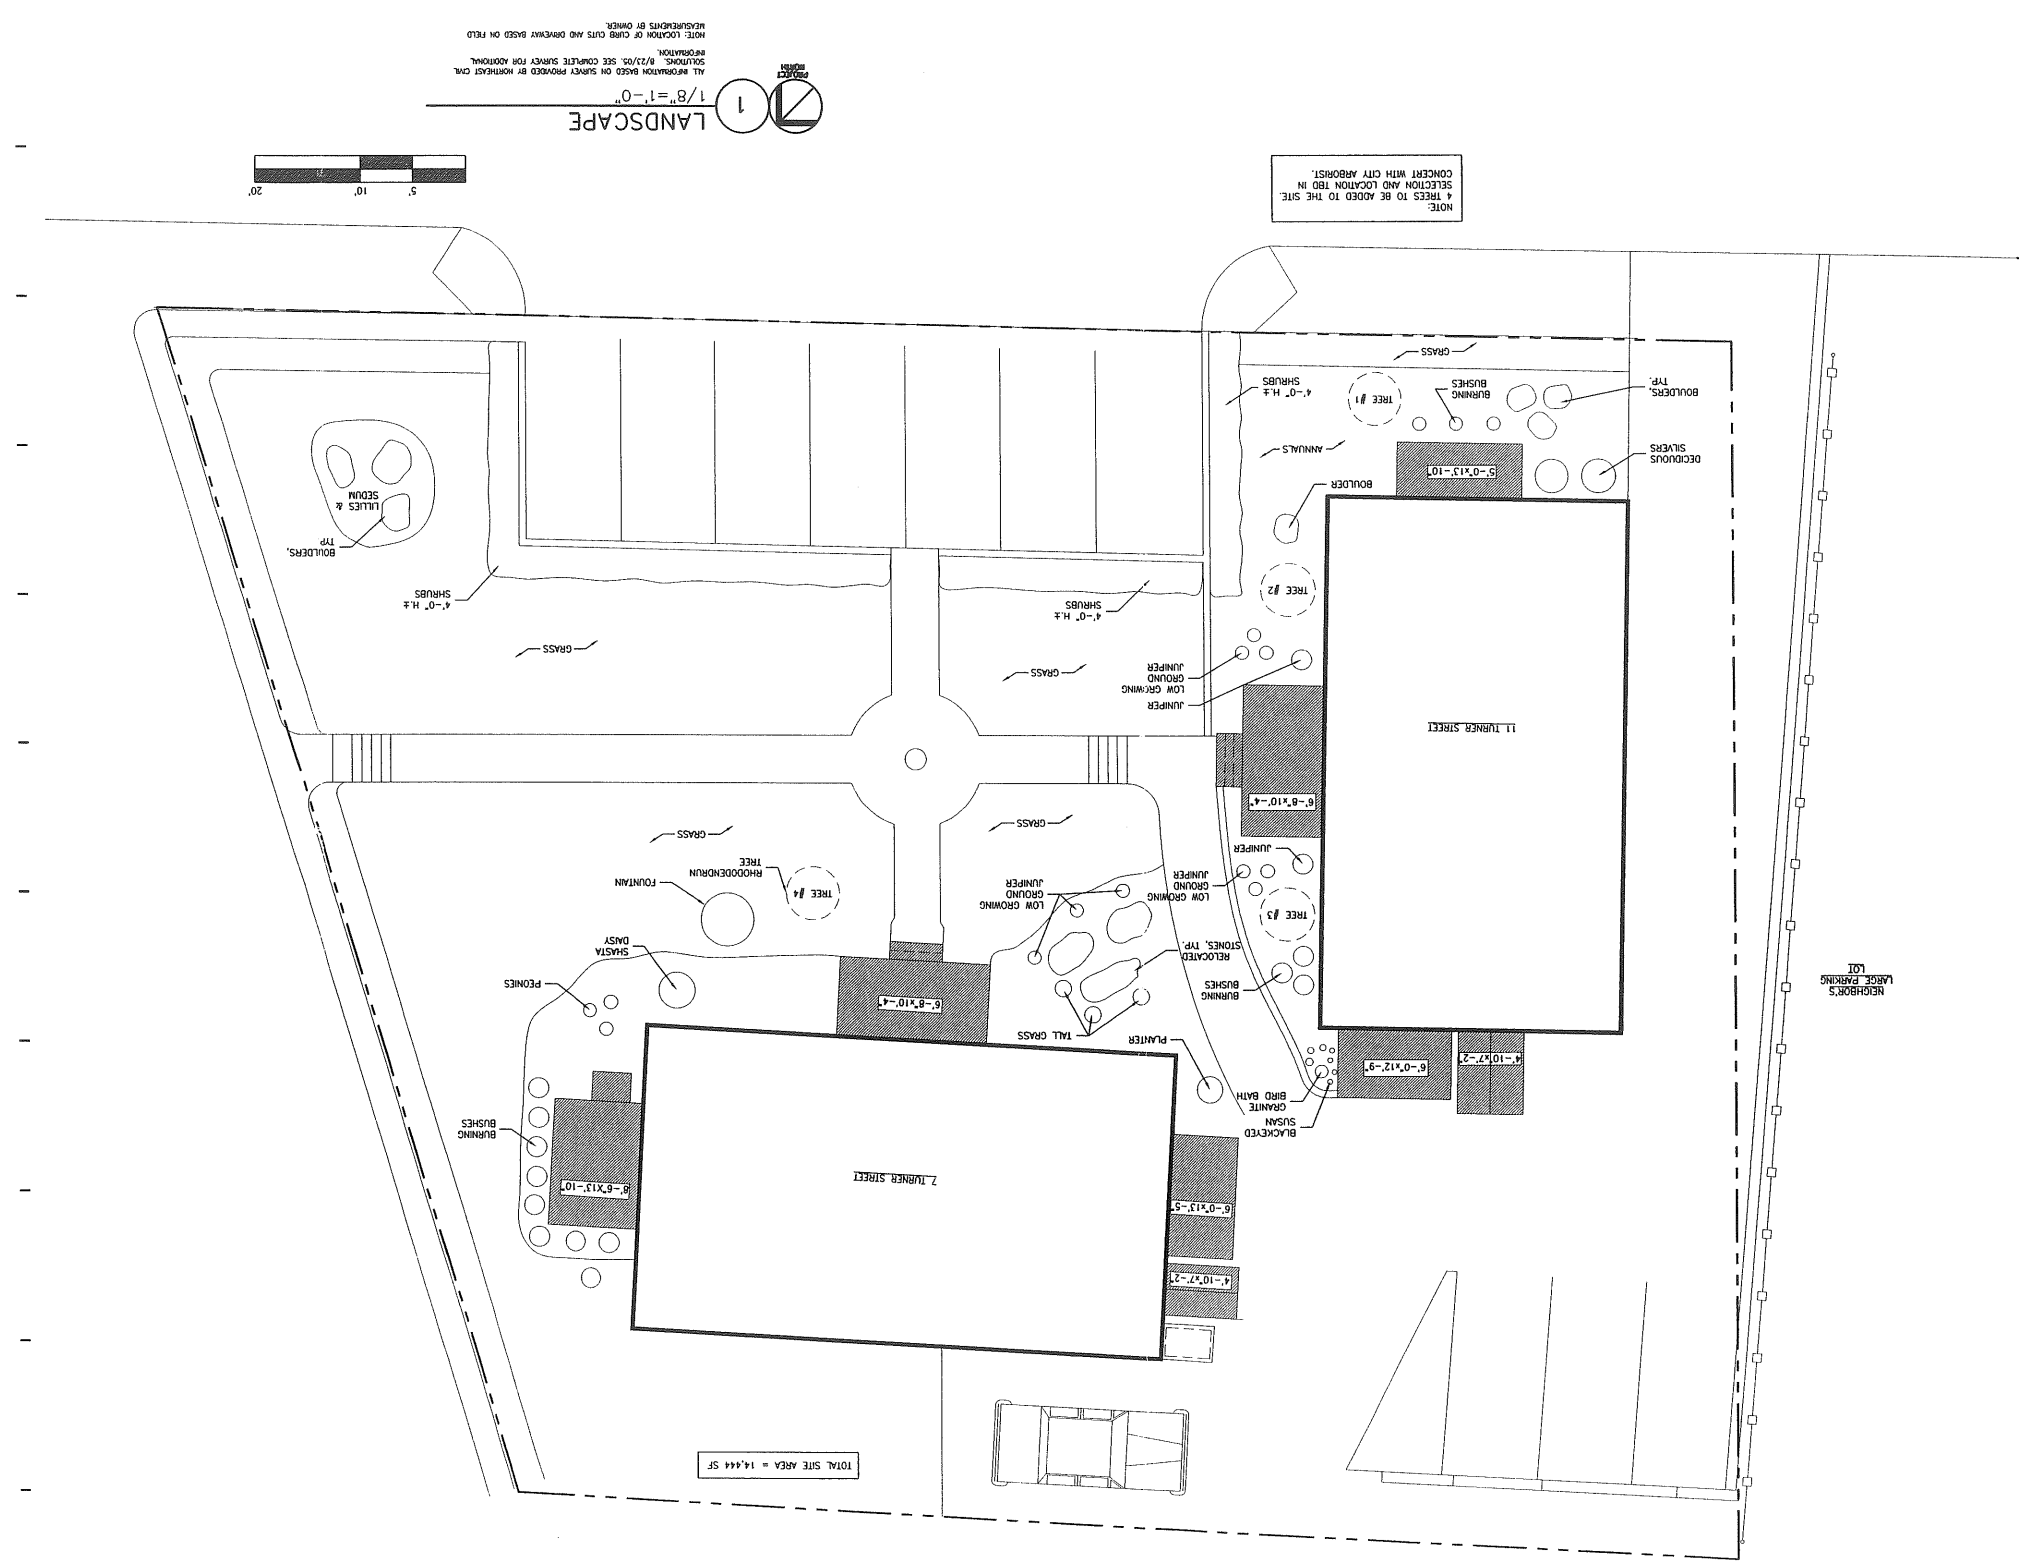 TOTAL SITE AREA = 14,444 SF
4'-10"x7'-2"
6'-0"x13'-5"
8'-6"X13'-10"
7 TURNER STREET
BURNING
BUSHES
BLACKEYED
SUSAN
GRANITE
BIRD BATH
4'-10"x7'-2"
6'-0"x12'-9"
PLANTER
TALL GRASS
6'-8"x10'-4"
PEONIES
SHASTA
DAISY
BURNING
BUSHES
RELOCATED
STONES, TYP.
NEIGHBOR'S
LARGE PARKING
LOT
TREE #3
LOW GROWING
GROUND
JUNIPER
LOW GROWING
GROUND
JUNIPER
TREE #4
RHODODENDRUN
TREE
FOUNTAIN
JUNIPER
GRASS
GRASS
6'-8"x10'-4"
11 TURNER STREET
JUNIPER
LOW GROWING
GROUND
JUNIPER
GRASS
GRASS
4'-0" H.±
SHRUBS
4'-0" H.±
SHRUBS
TREE #2
BOULDERS,
TYP
LILLIES &
SEDUM
BOULDER
5'-0"x13'-10"
DECIDUOUS
SILVERS
ANNUALS
TREE #1
BURNING
BUSHES
BOULDERS,
TYP.
4'-0" H.±
SHRUBS
GRASS
NOTE:
4 TREES TO BE ADDED TO THE SITE.
SELECTION AND LOCATION TBD IN
CONCERT WITH CITY ARBORIST.
5'
10'
20'
1
LANDSCAPE
1/8"=1'-0"
PROJECT
NORTH
ALL INFORMATION BASED ON SURVEY PROVIDED BY NORTHEAST CIVIL
SOLUTIONS. 8/23/05. SEE COMPLETE SURVEY FOR ADDITIONAL
INFORMATION.
NOTE: LOCATION OF CURB CUTS AND DRIVEWAY BASED ON FIELD
MEASUREMENTS BY OWNER.